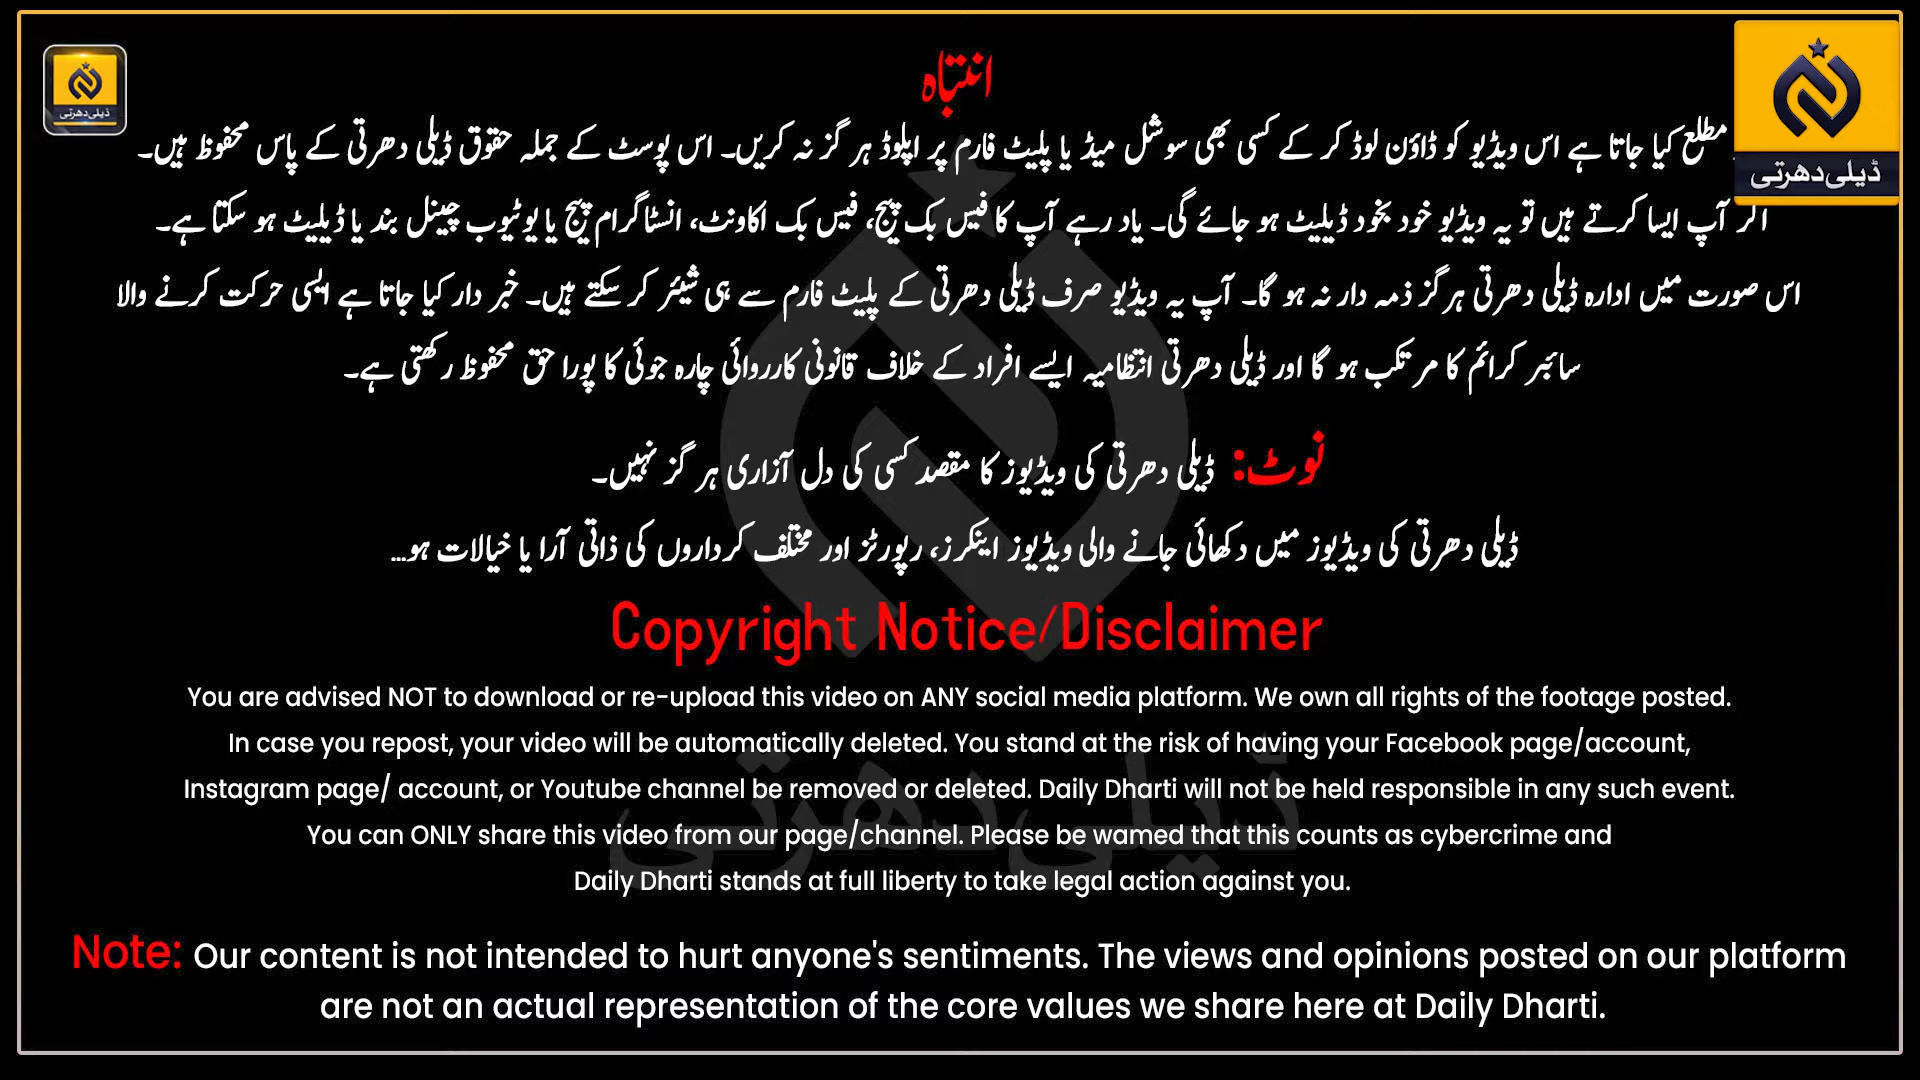 ڈیلی دھرتی
انتباہ
ڈیلی دھرتی
مطلع کیا جاتا ہے اس ویڈیو کو ڈاؤن لوڈ کر کے کسی بھی سوشل میڈ یا پلیٹ فارم پر اپلوڈ ہر گز نہ کریں۔ اس پوسٹ کے جملہ حقوق ڈیلی دھرتی کے پاس محفوظ ہیں۔
اگر آپ ایسا کرتے ہیں تو یہ ویڈیو خود بخود ڈیلیٹ ہو جائے گی۔ یاد رہے آپ کا فیس بک پیج، فیس بک اکاونٹ، انسٹاگرام پیج یا یوٹیوب چینل بند یا ڈیلیٹ ہو سکتا ہے۔
اس صورت میں ادارہ ڈیلی دھرتی ہرگز ذمہ دار نہ ہو گا۔ آپ یہ ویڈیو صرف ڈیلی دھرتی کے پلیٹ فارم سے ہی شیئر کر سکتے ہیں۔ خبر دار کیا جاتا ہے ایسی حرکت کرنے والا
سائبر کرائم کا مرتکب ہو گا اور ڈیلی دھرتی انتظامیہ ایسے افراد کے خلاف قانونی کارروائی چارہ جوئی کا پورا حق محفوظ رکھتی ہے۔
نوٹ: ڈیلی دھرتی کی ویڈیوز کا مقصد کسی کی دل آزاری ہر گز نہیں۔
ڈیلی دھرتی کی ویڈیوز میں دکھائی جانے والی ویڈیوز اینکرز، رپورٹز اور مختلف کرداروں کی ذاتی آرا یا خیالات ہو...
Copyright Notice/Disclaimer
You are advised NOT to download or re-upload this video on ANY social media platform. We own all rights of the footage posted.
In case you repost, your video will be automatically deleted. You stand at the risk of having your Facebook page/account,
Instagram page/ account, or Youtube channel be removed or deleted. Daily Dharti will not be held responsible in any such event.
You can ONLY share this video from our page/channel. Please be wamed that this counts as cybercrime and
Daily Dharti stands at full liberty to take legal action against you.
ڈیلی دھرتی
Note: Our content is not intended to hurt anyone's sentiments. The views and opinions posted on our platform
are not an actual representation of the core values we share here at Daily Dharti.